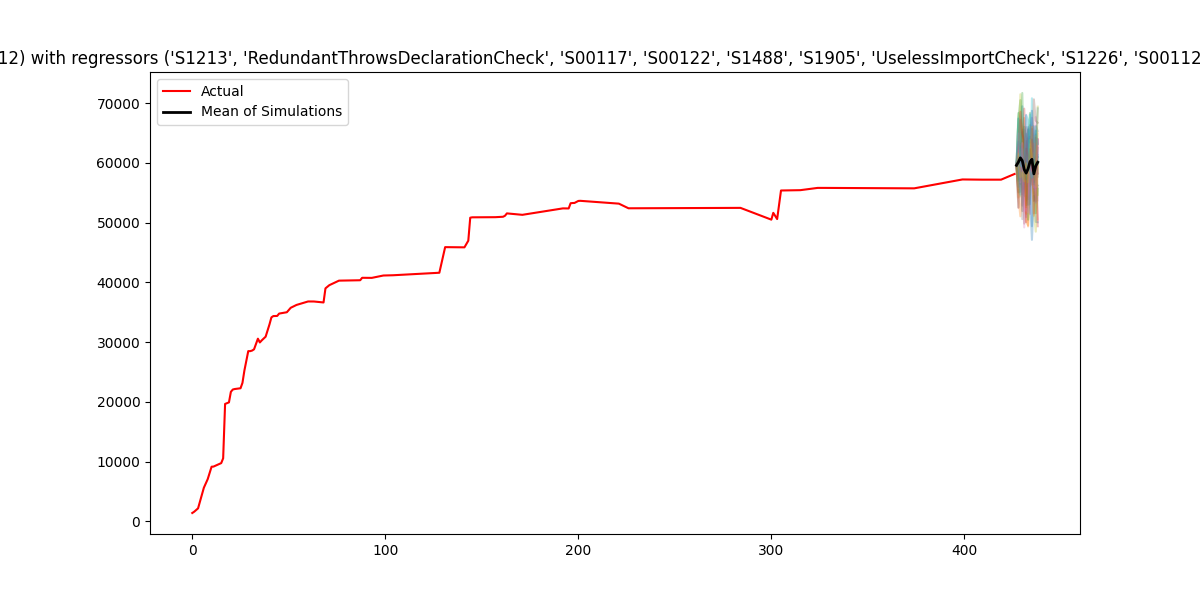 12) with regressors ('S1213', 'RedundantThrowsDeclarationCheck', 'S00117', 'S00122', 'S1488', 'S1905', 'UselessImportCheck', 'S1226', 'S00112
Actual
Mean of Simulations
70000
60000
50000
40000
30000
20000
10000
0
0 100 200 300 400